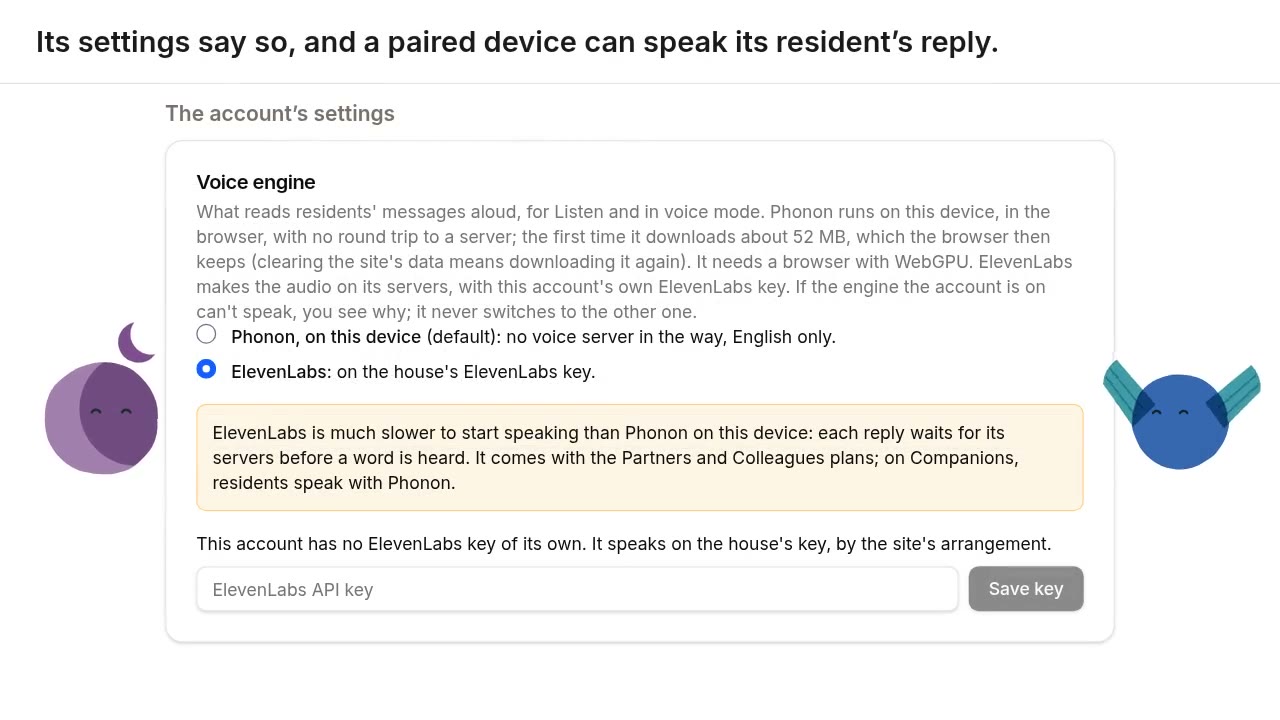 Its settings say so, and a paired device can speak its resident’s reply.
The account’s settings
Voice engine
What reads residents' messages aloud, for Listen and in voice mode. Phonon runs on this device, in the
browser, with no round trip to a server; the first time it downloads about 52 MB, which the browser then
keeps (clearing the site's data means downloading it again). It needs a browser with WebGPU. ElevenLabs
makes the audio on its servers, with this account's own ElevenLabs key. If the engine the account is on
can't speak, you see why; it never switches to the other one.
Phonon, on this device (default): no voice server in the way, English only.
ElevenLabs: on the house's ElevenLabs key.
ElevenLabs is much slower to start speaking than Phonon on this device: each reply waits for its
servers before a word is heard. It comes with the Partners and Colleagues plans; on Companions,
residents speak with Phonon.
This account has no ElevenLabs key of its own. It speaks on the house's key, by the site's arrangement.
ElevenLabs API key
Save key